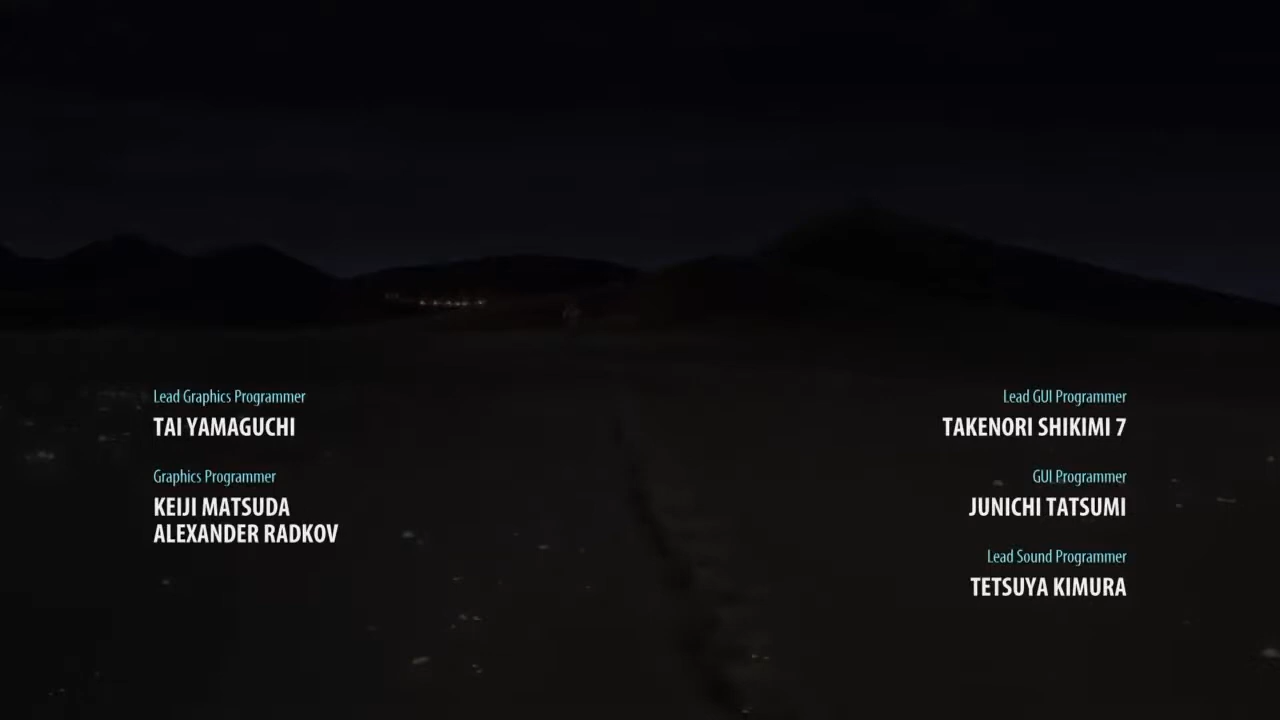 Lead Graphics Programmer
TAI YAMAGUCHI
Graphics Programmer
KEIJI MATSUDA
ALEXANDER RADKOV
Lead GUI Programmer
TAKENORI SHIKIMI 7
GUI Programmer
JUNICHI TATSUMI
Lead Sound Programmer
TETSUYA KIMURA